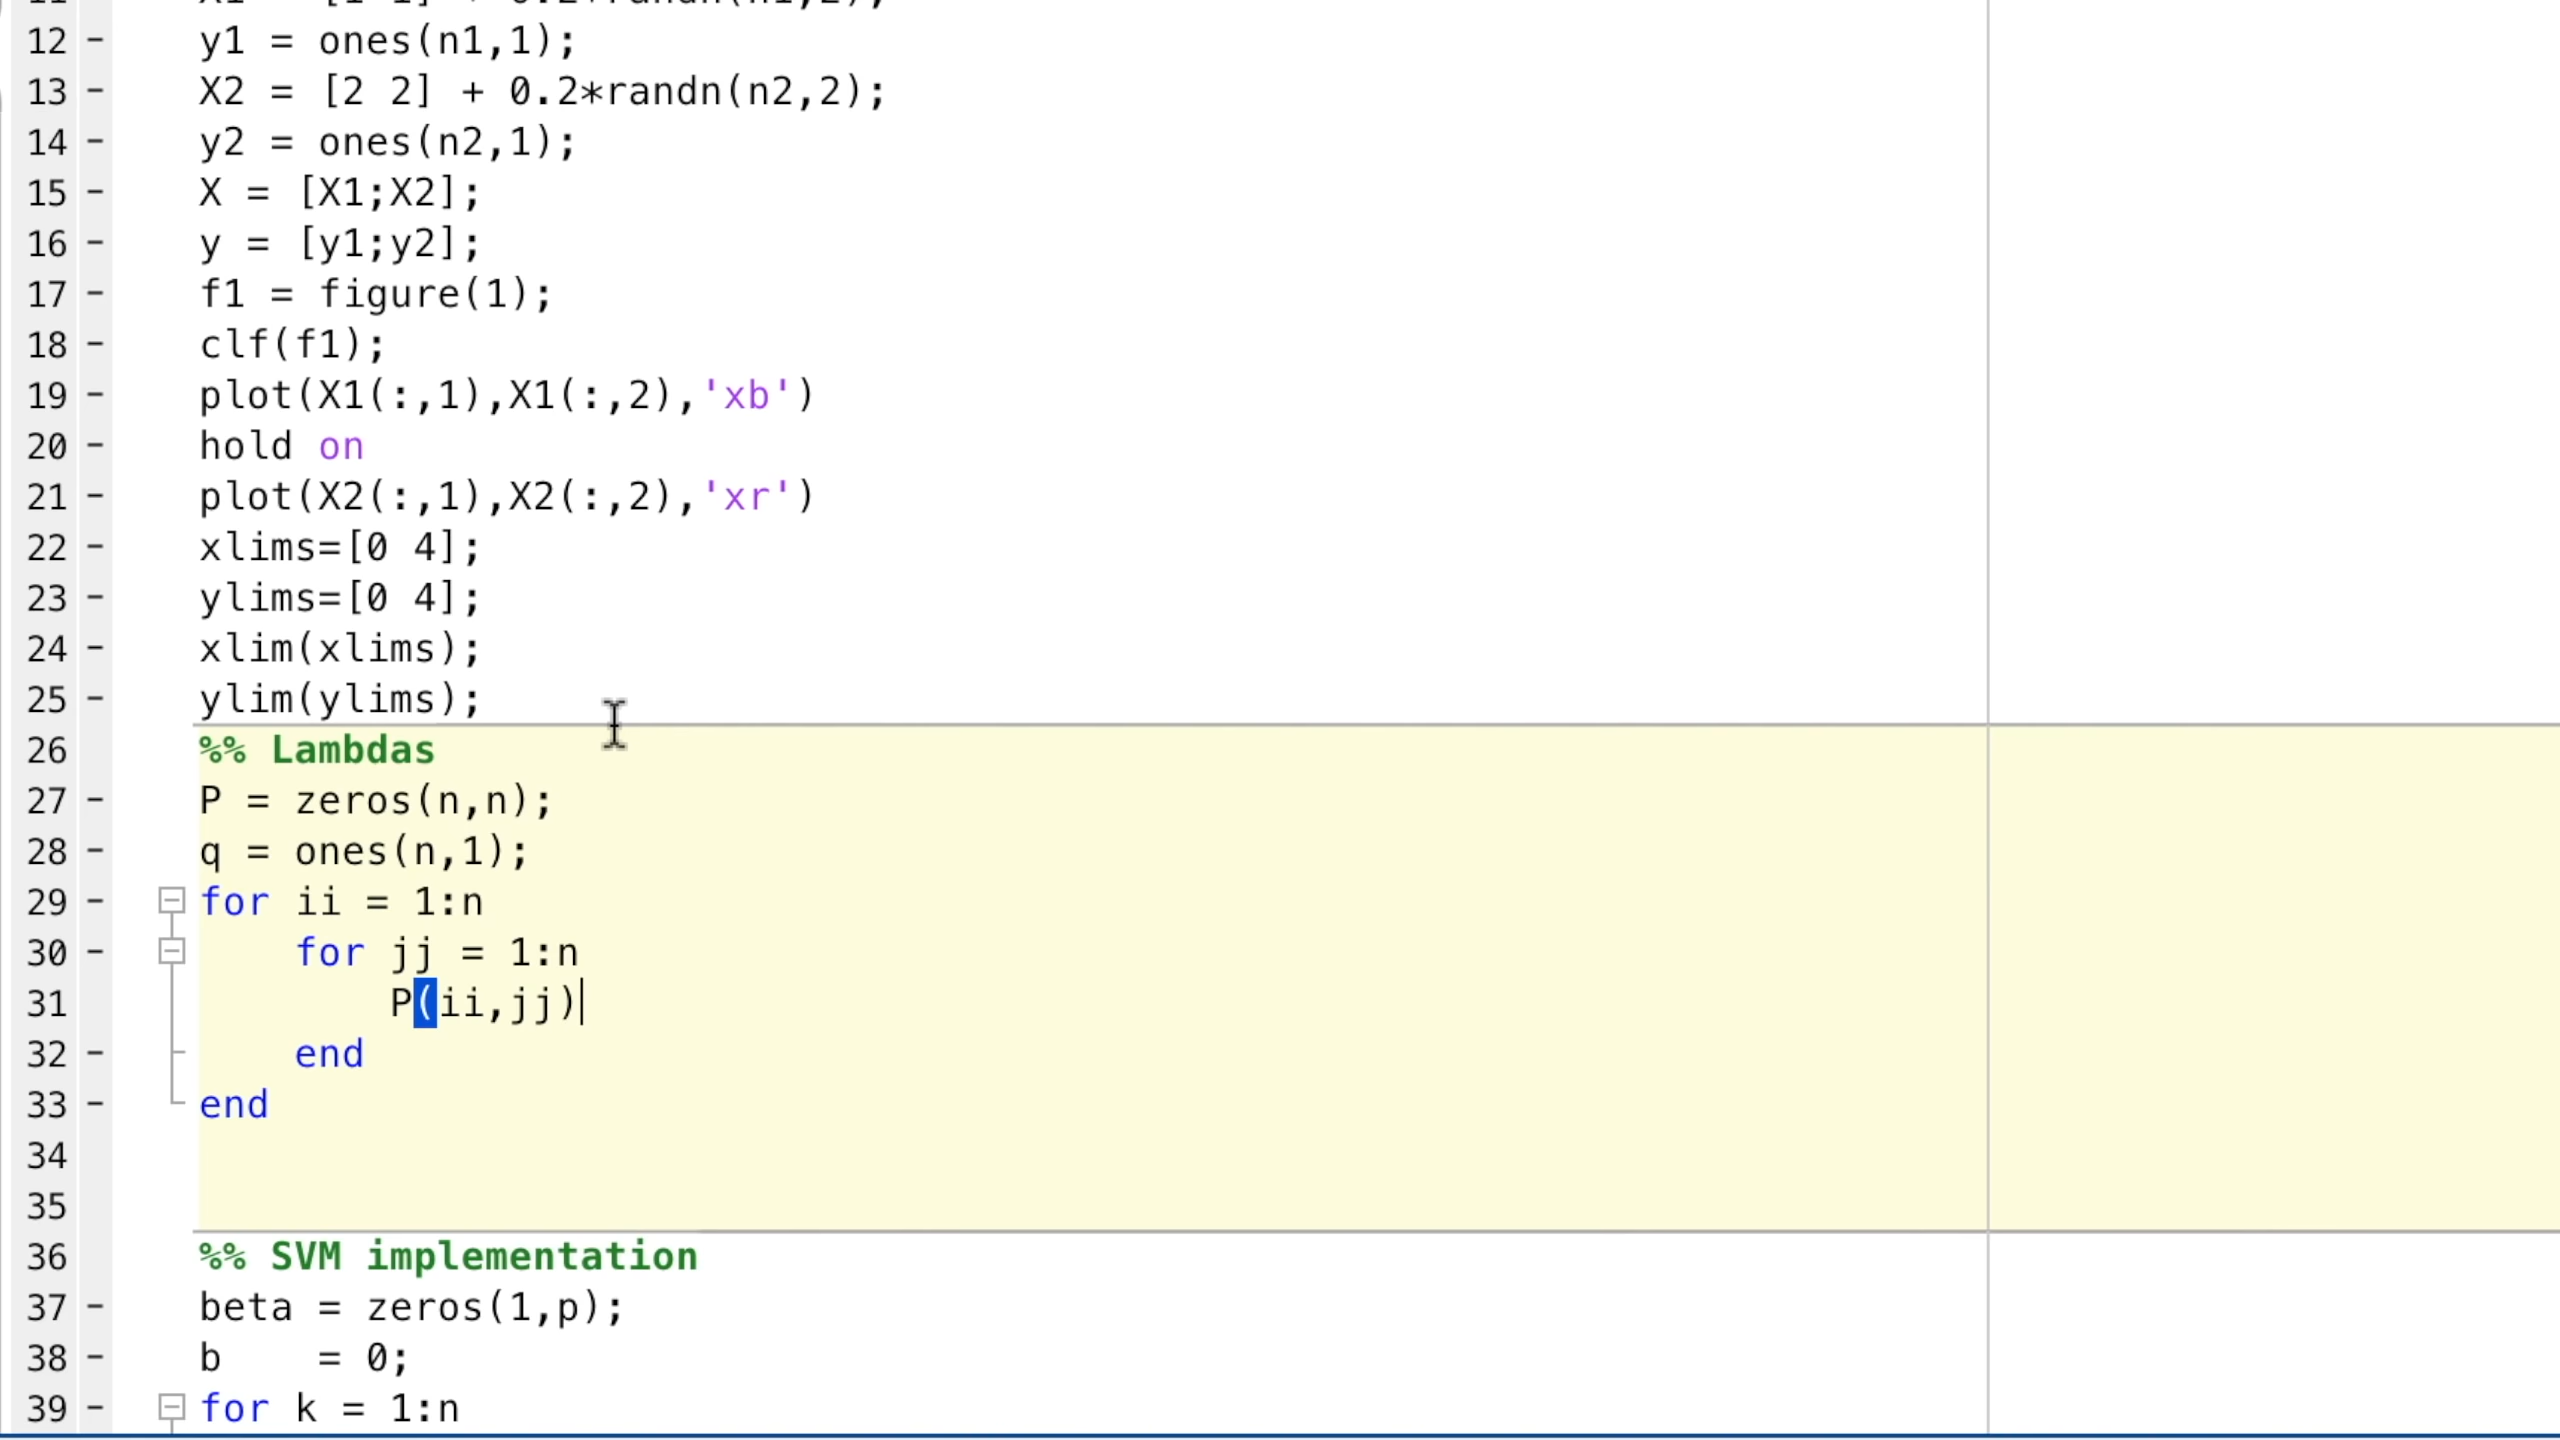 12 - y1 = ones(n1,1);
13 - X2 = [2 2] + 0.2*randn(n2,2);
14 - y2 = ones(n2,1);
15 - X = [X1;X2];
16 - y = [y1;y2];
17 - f1 = figure(1);
18 - clf(f1);
19 - plot(X1(:,1),X1(:,2),'xb')
20 - hold on
21 - plot(X2(:,1),X2(:,2),'xr')
22 - xlims=[0 4];
23 - ylims=[0 4];
24 - xlim(xlims);
25 - ylim(ylims);
26 %% Lambdas
27 - P = zeros(n,n);
28 - q = ones(n,1);
29 - for ii = 1:n
30 - for jj = 1:n
31 P(ii,jj)
32 - end
33 - end
34
35
36 %% SVM implementation
37 - beta = zeros(1,p);
38 - b    = 0;
39 - for k = 1:n